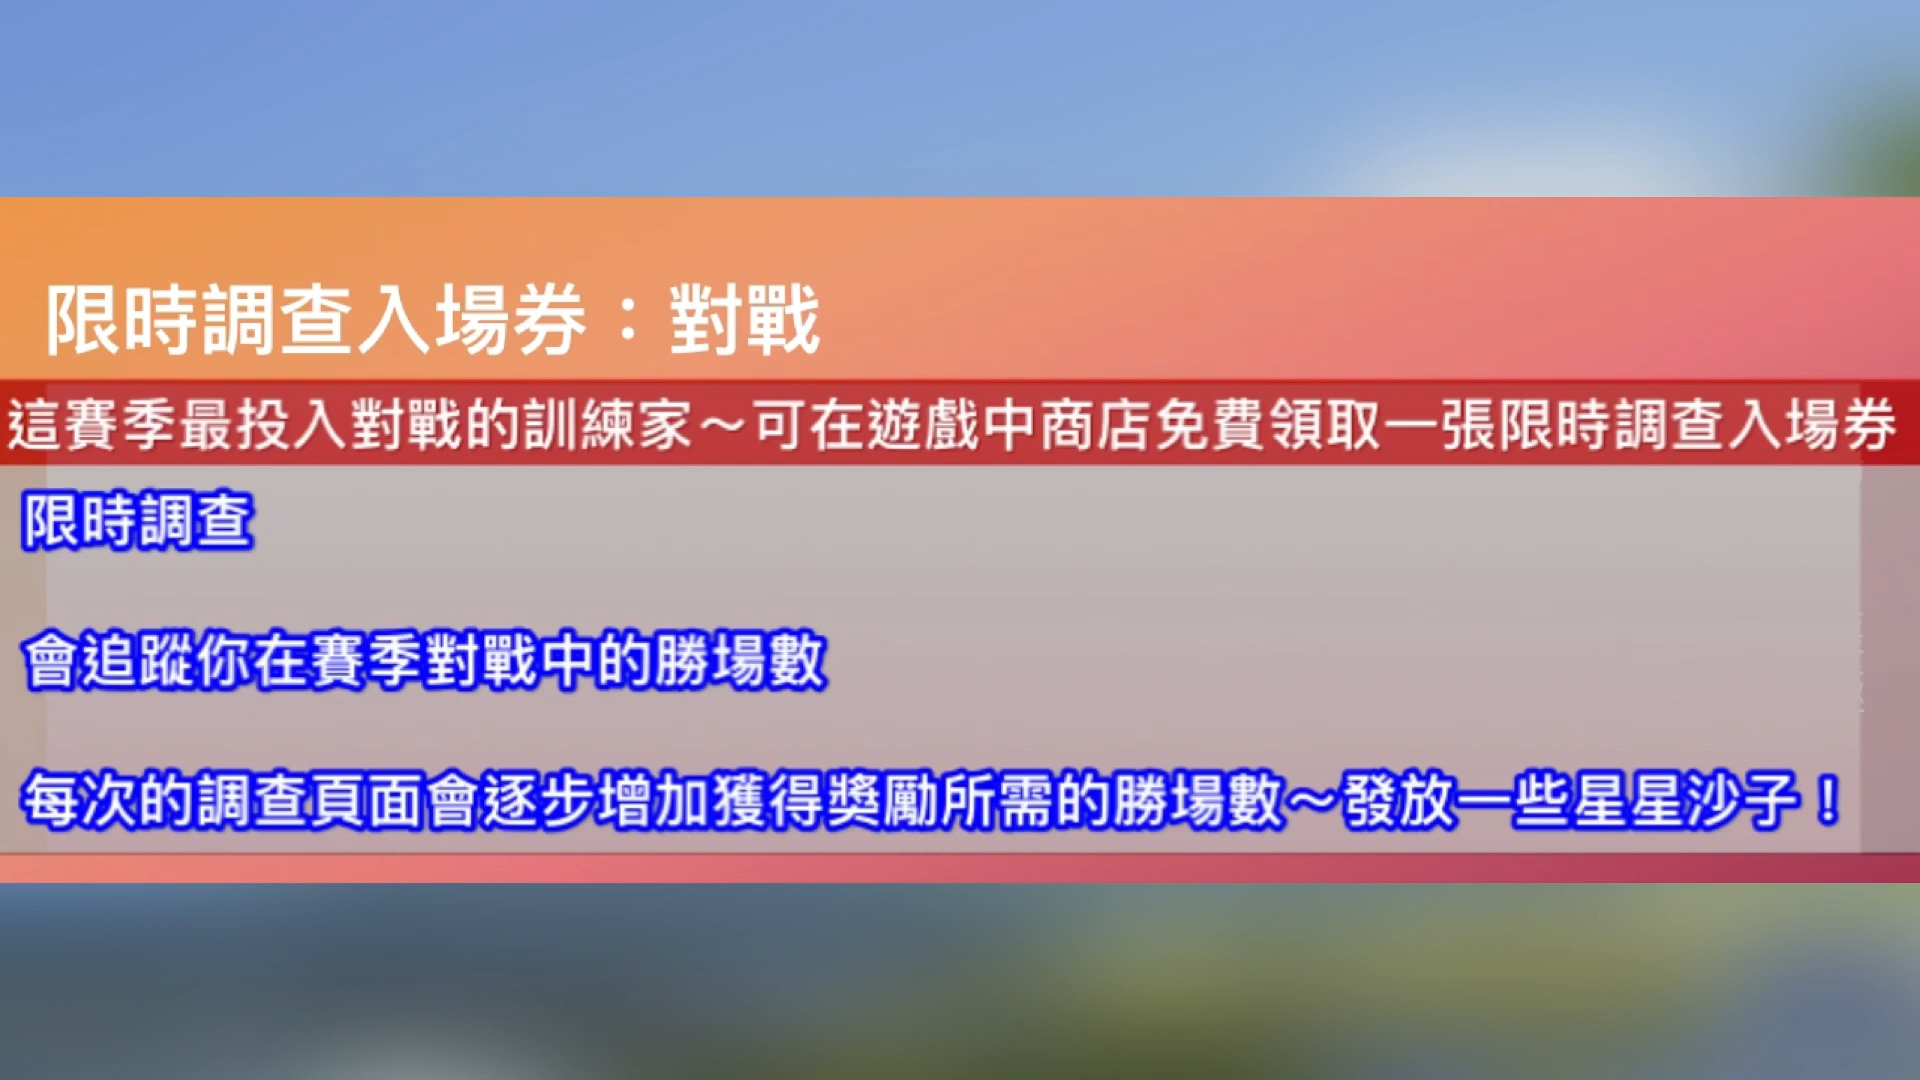 限時調查入場券：對戰
這賽季最投入對戰的訓練家～可在遊戲中商店免費領取一張限時調查入場券
限時調查
會追蹤你在賽季對戰中的勝場數
每次的調查頁面會逐步增加獲得獎勵所需的勝場數～發放一些星星沙子！